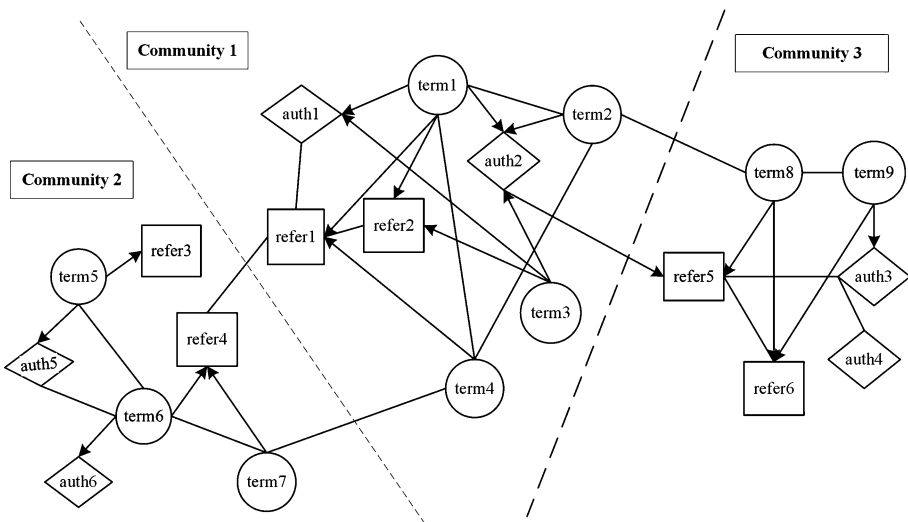 Community 1
Community 3
term1
auth1
term2
auth2
term8
term9
Community 2
refer1
refer2
refer3
term5
refer5
auth3
term3
refer4
auth5
auth4
term4
refer6
term6
auth6
term7